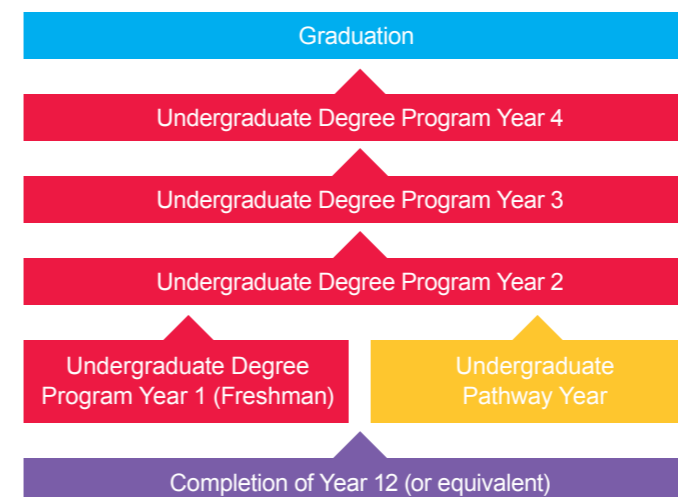 Graduation
Undergraduate Degree Program Year 4
Undergraduate Degree Program Year 3
Undergraduate Degree Program Year 2
Undergraduate Degree
Program Year 1 (Freshman)
Undergraduate
Pathway Year
Completion of Year 12 (or equivalent)